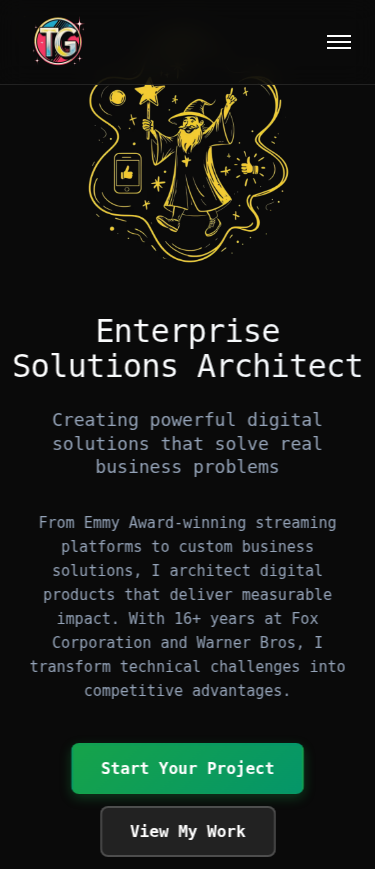 TG
Enterprise
Solutions Architect
Creating powerful digital
solutions that solve real
business problems
From Emmy Award-winning streaming
platforms to custom business
solutions, I architect digital
products that deliver measurable
impact. With 16+ years at Fox
Corporation and Warner Bros, I
transform technical challenges into
competitive advantages.
Start Your Project
View My Work